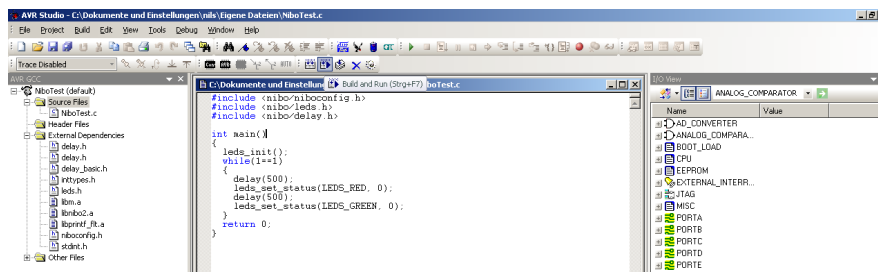 AVR Studio - C:\Dokumente und Einstellungen\nils\Eigene Dateien\NiboTest.c
File Project Build Edit View Tools Debug Window Help
Trace Disabled
AVR GCC
NiboTest (default)
Source Files
NiboTest.c
Header Files
External Dependencies
delay.h
delay.h
delay_basic.h
inttypes.h
leds.h
libm.a
libnibo2.a
libprintf_flt.a
niboconfig.h
stdint.h
Other Files
C:\Dokumente und Einstellun
Build and Run (Strg+F7)
boTest.c
#include <nibo/niboconfig.h>
#include <nibo/leds.h>
#include <nibo/delay.h>
int main()
{
leds_init();
while(1==1)
{
delay(500);
leds_set_status(LEDS_RED, 0);
delay(500);
leds_set_status(LEDS_GREEN, 0);
}
return 0;
}
I/O View
ANALOG_COMPARATOR
Name Value
AD_CONVERTER
ANALOG_COMPARA...
BOOT_LOAD
CPU
EEPROM
EXTERNAL_INTERR...
JTAG
MISC
PORTA
PORTB
PORTC
PORTD
PORTE